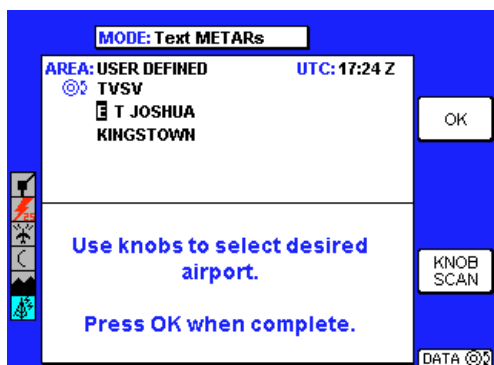 MODE: Text METARs
AREA: USER DEFINED UTC: 17:24 Z
TVSV
E T JOSHUA
KINGSTOWN
OK
25
Use knobs to select desired
airport.
KNOB
SCAN
Press OK when complete.
DATA